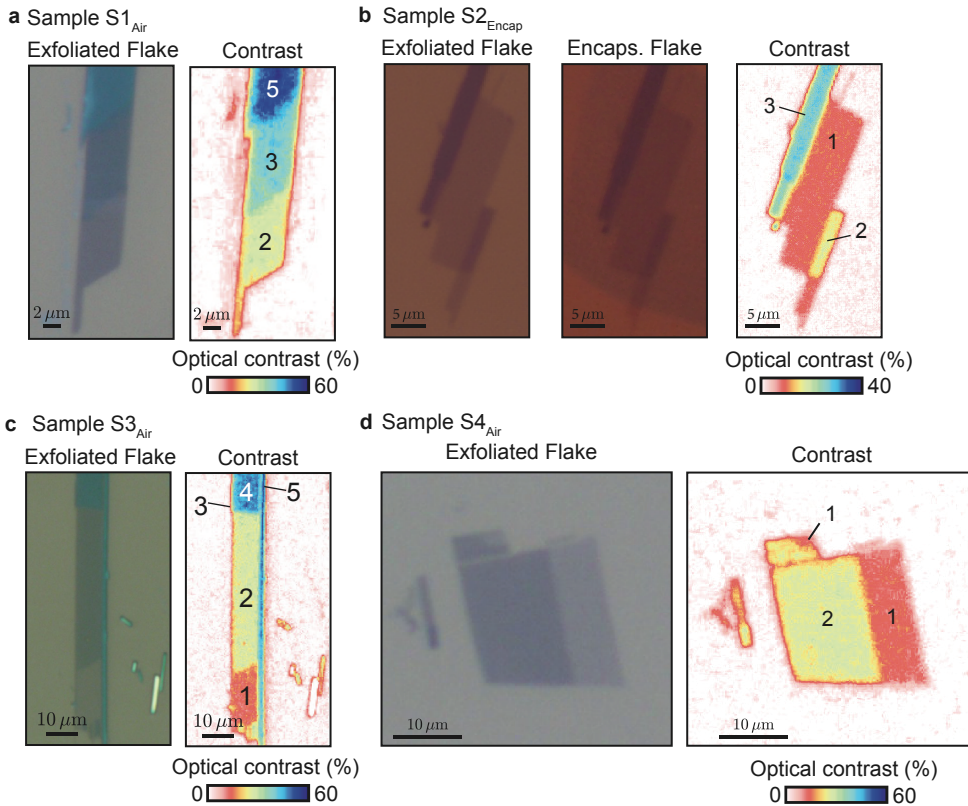 a Sample S1Air
Exfoliated Flake
Contrast
5
3
2
2 μm
2 μm
Optical contrast (%)
0
60
b Sample S2Encap
Exfoliated Flake
Encaps. Flake
Contrast
3
1
2
5 μm
5 μm
5 μm
Optical contrast (%)
0
40
c Sample S3Air
Exfoliated Flake
Contrast
4
5
3
2
1
10 μm
10 μm
Optical contrast (%)
0
60
d Sample S4Air
Exfoliated Flake
Contrast
1
2
1
10 μm
10 μm
Optical contrast (%)
0
60